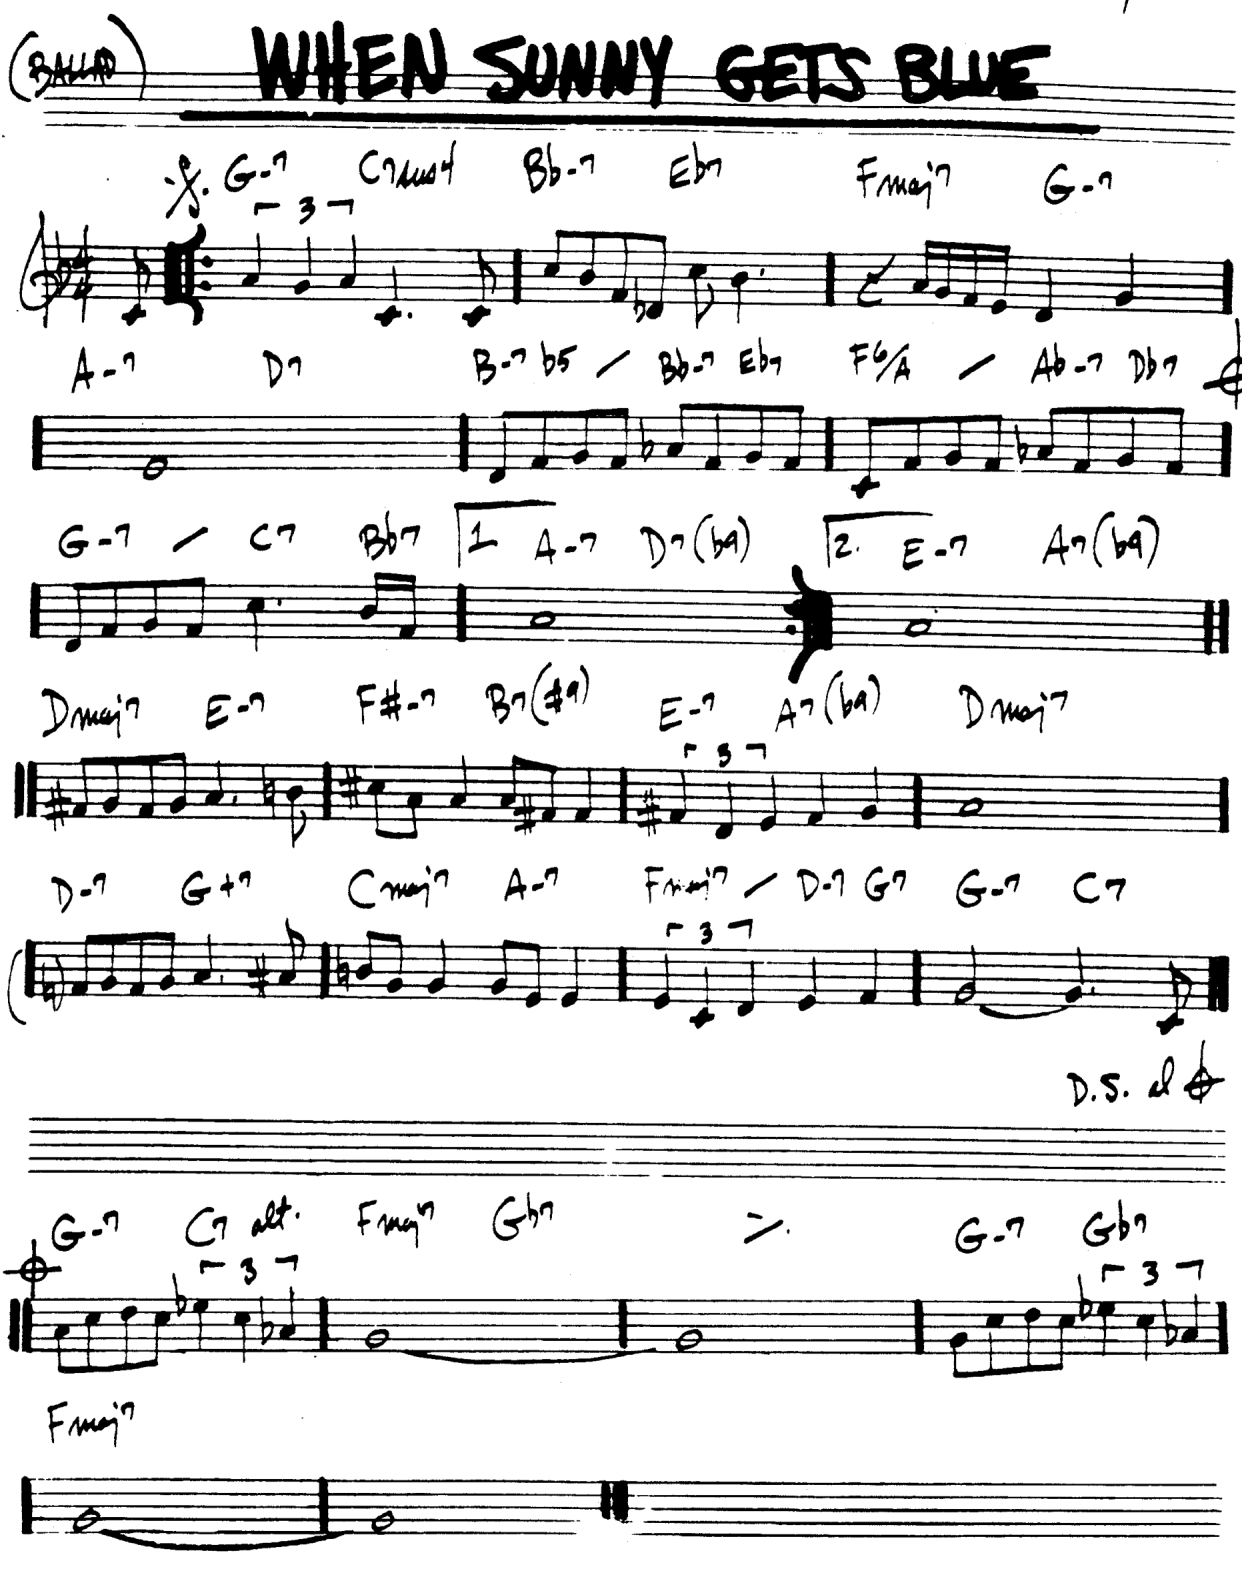 (BALLAD) WHEN SUNNY GETS BLUE
G-7 C7sus4 Bb-7 Eb7 Fmaj7 G-7
3
4
4
A-7 D7 B-7b5 / Bb-7 Eb7 F6/A / Ab-7 Db7
G-7 / C7 Bb7 1. A-7 D7(b9) 2. E-7 A7(b9)
Dmaj7 E-7 F#-7 B7(#9) E-7 A7(b9) Dmaj7
3
D-7 G+7 Cmaj7 A-7 Fmaj7 / D-7 G7 G-7 C7
3
D.S. al
G-7 C7 alt. Fmaj7 Gb7 G-7 Gb7
3 3
Fmaj7